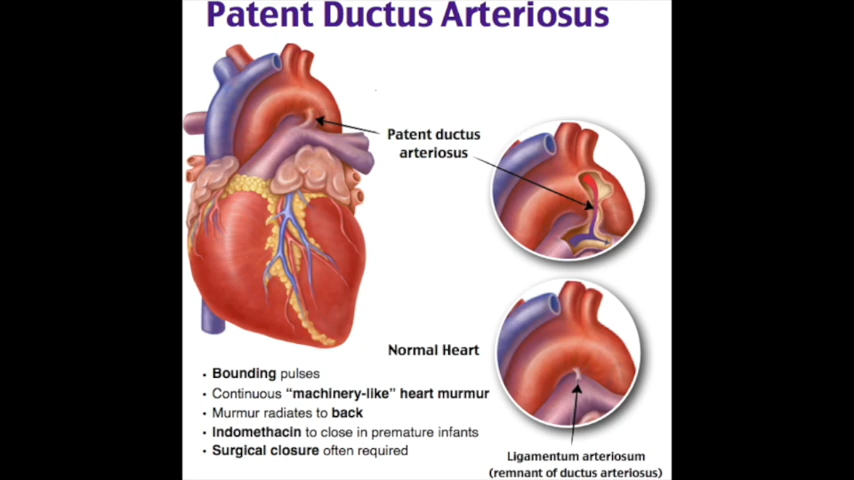 Patent Ductus Arteriosus
Patent ductus
arteriosus
Normal Heart
• Bounding pulses
• Continuous “machinery-like” heart murmur
• Murmur radiates to back
• Indomethacin to close in premature infants
• Surgical closure often required
Ligamentum arteriosum
(remnant of ductus arteriosus)